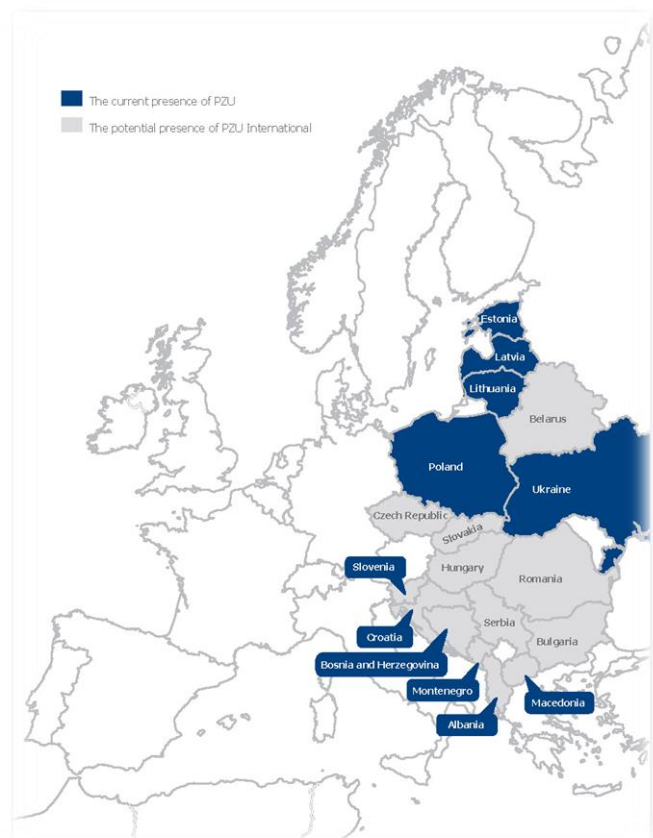 The current presence of PZU
The potential presence of PZU International
Estonia
Latvia
Lithuania
Belarus
Poland
Ukraine
Czech Republic
Slovakia
Slovenia
Hungary
Romania
Croatia
Serbia
Bosnia and Herzegovina
Bulgaria
Montenegro
Macedonia
Albania